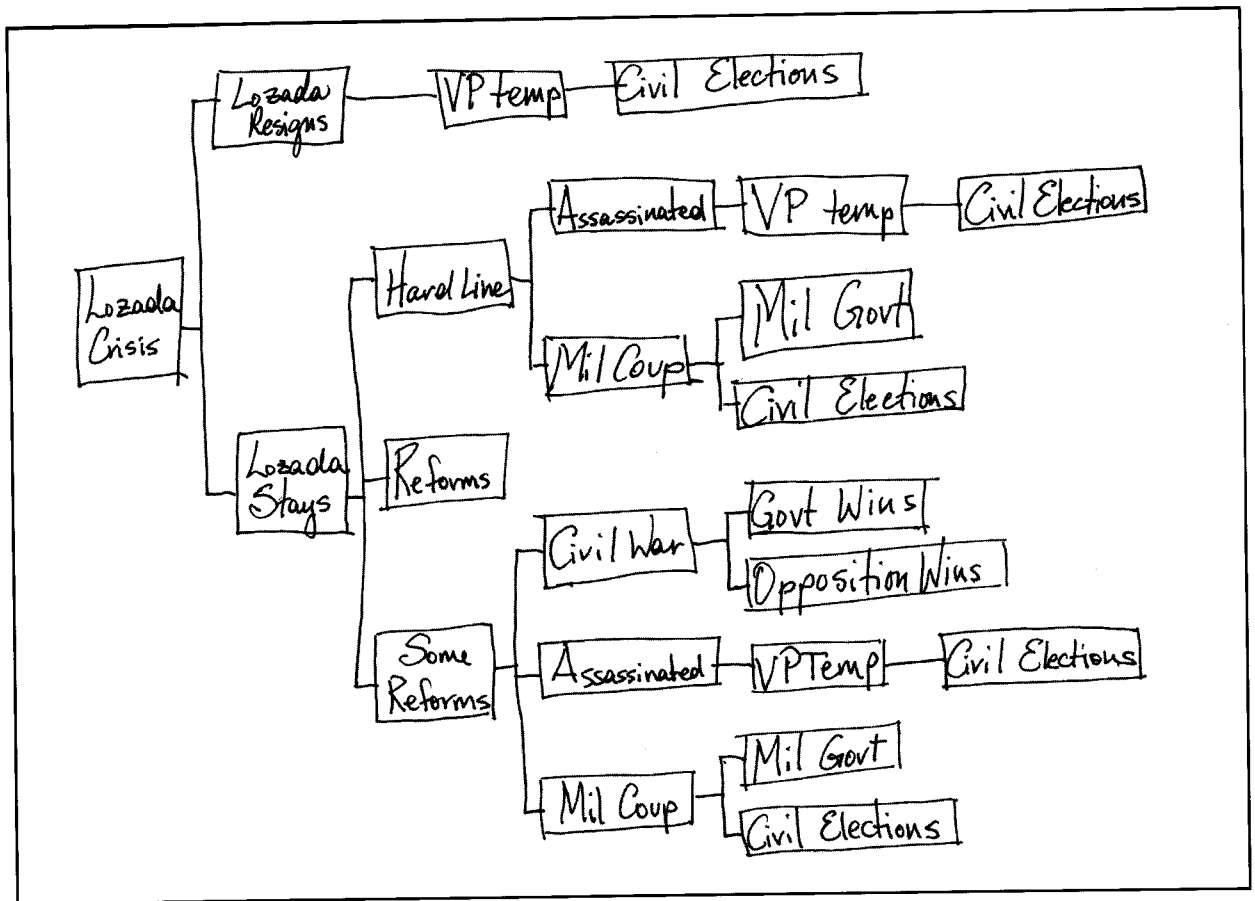 Lozada
Resigns
VP temp
Civil Elections
Assassinated
VP temp
Civil Elections
Hard Line
Lozada
Crisis
Mil Govt
Mil Coup
Civil Elections
Lozada
Stays
Reforms
Civil War
Govt Wins
Opposition Wins
Some
Reforms
Assassinated
VP Temp
Civil Elections
Mil Coup
Mil Govt
Civil Elections